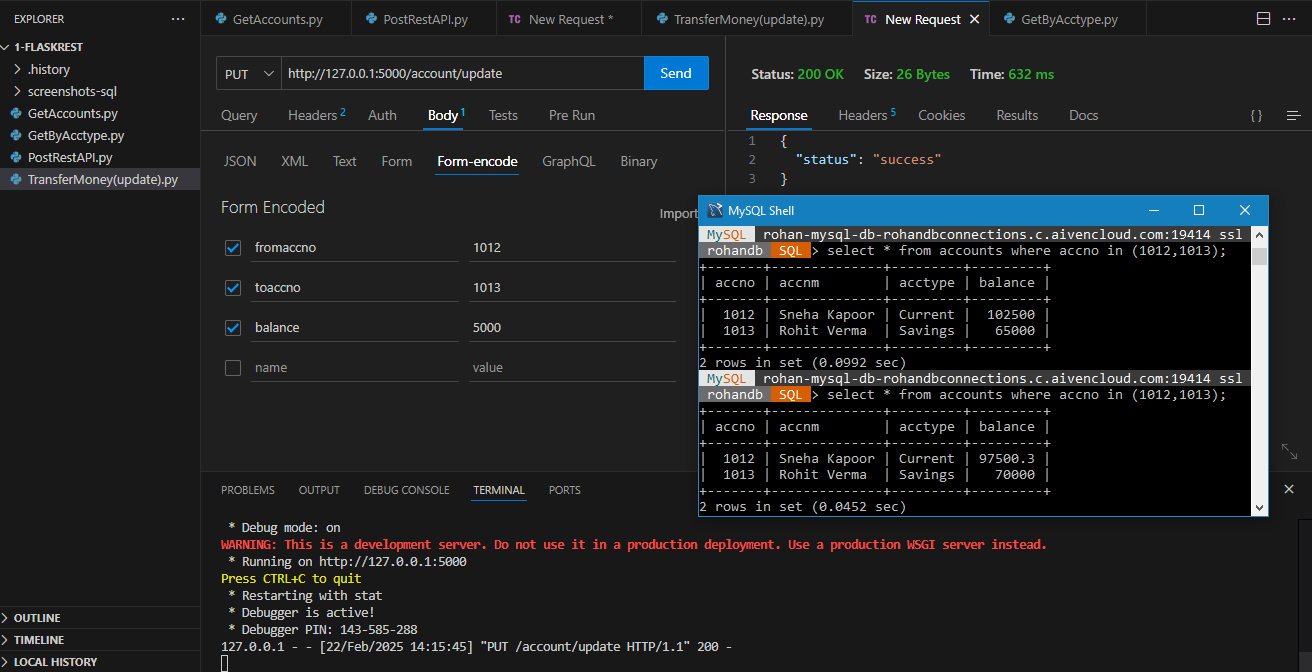 EXPLORER
1-FLASKREST
.history
screenshots-sql
GetAccounts.py
GetByAcctype.py
PostRestAPI.py
TransferMoney(update).py
OUTLINE
TIMELINE
LOCAL HISTORY
GetAccounts.py
PostRestAPI.py
TC New Request *
TransferMoney(update).py
TC New Request
GetByAcctype.py
PUT http://127.0.0.1:5000/account/update Send
Query Headers 2 Auth Body 1 Tests Pre Run
JSON XML Text Form Form-encode GraphQL Binary
Form Encoded
Import
fromaccno 1012
toaccno 1013
balance 5000
name value
Status: 200 OK Size: 26 Bytes Time: 632 ms
Response Headers 5 Cookies Results Docs {}
1 {
2 "status": "success"
3 }
MySQL Shell
MySQL rohan-mysql-db-rohandbconnections.c.aivencloud.com:19414 ssl
rohandb SQL > select * from accounts where accno in (1012,1013);
+-------+--------------+---------+---------+
| accno | accnm | acctype | balance |
+-------+--------------+---------+---------+
| 1012 | Sneha Kapoor | Current | 102500 |
| 1013 | Rohit Verma | Savings | 65000 |
+-------+--------------+---------+---------+
2 rows in set (0.0992 sec)
MySQL rohan-mysql-db-rohandbconnections.c.aivencloud.com:19414 ssl
rohandb SQL > select * from accounts where accno in (1012,1013);
+-------+--------------+---------+---------+
| accno | accnm | acctype | balance |
+-------+--------------+---------+---------+
| 1012 | Sneha Kapoor | Current | 97500.3 |
| 1013 | Rohit Verma | Savings | 70000 |
+-------+--------------+---------+---------+
2 rows in set (0.0452 sec)
PROBLEMS OUTPUT DEBUG CONSOLE TERMINAL PORTS
* Debug mode: on
WARNING: This is a development server. Do not use it in a production deployment. Use a production WSGI server instead.
* Running on http://127.0.0.1:5000
Press CTRL+C to quit
* Restarting with stat
* Debugger is active!
* Debugger PIN: 143-585-288
127.0.0.1 - - [22/Feb/2025 14:15:45] "PUT /account/update HTTP/1.1" 200 -